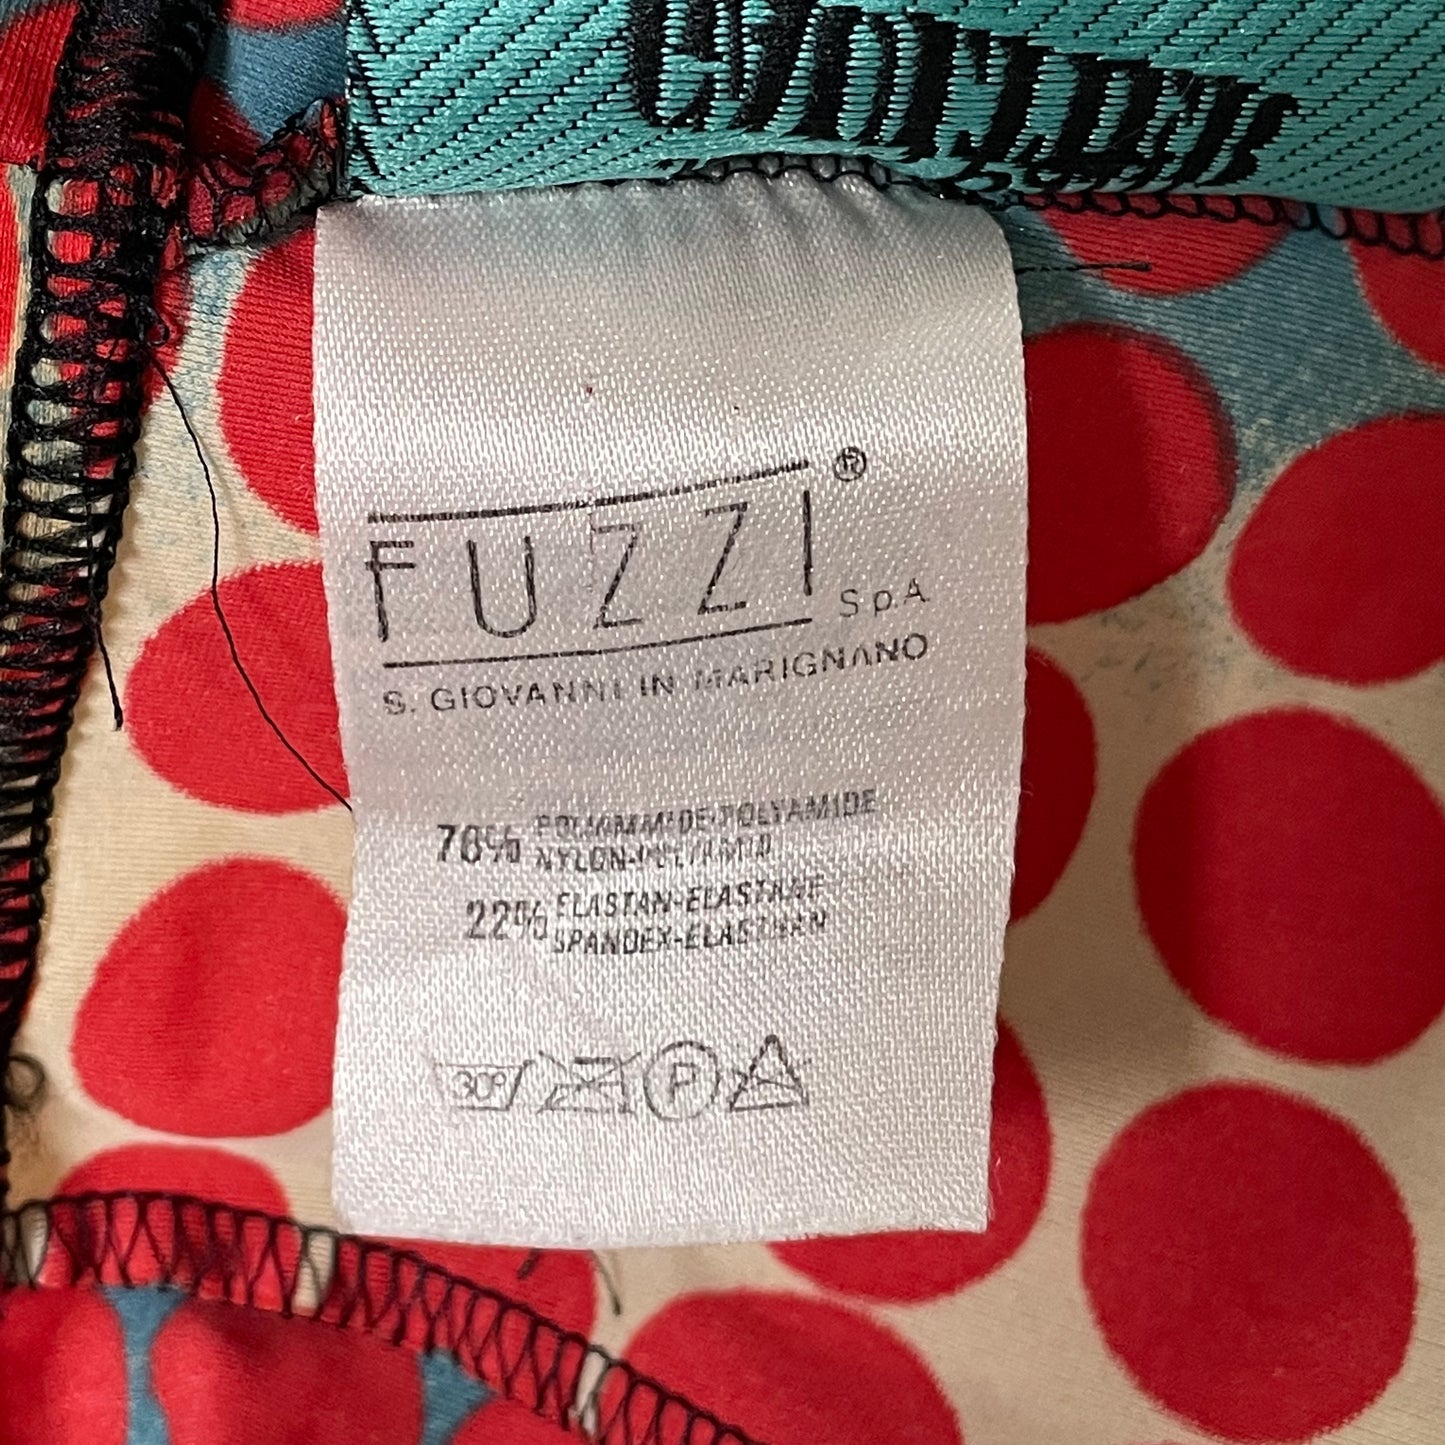 FUZZI ®
S.p.A.
S. GIOVANNI IN MARIGNANO
78% POLIAMMIDE-POLYAMIDE
NYLON-POLIAMID
22% ELASTAN-ELASTANE
SPANDEX-ELASTHAN
30° P A